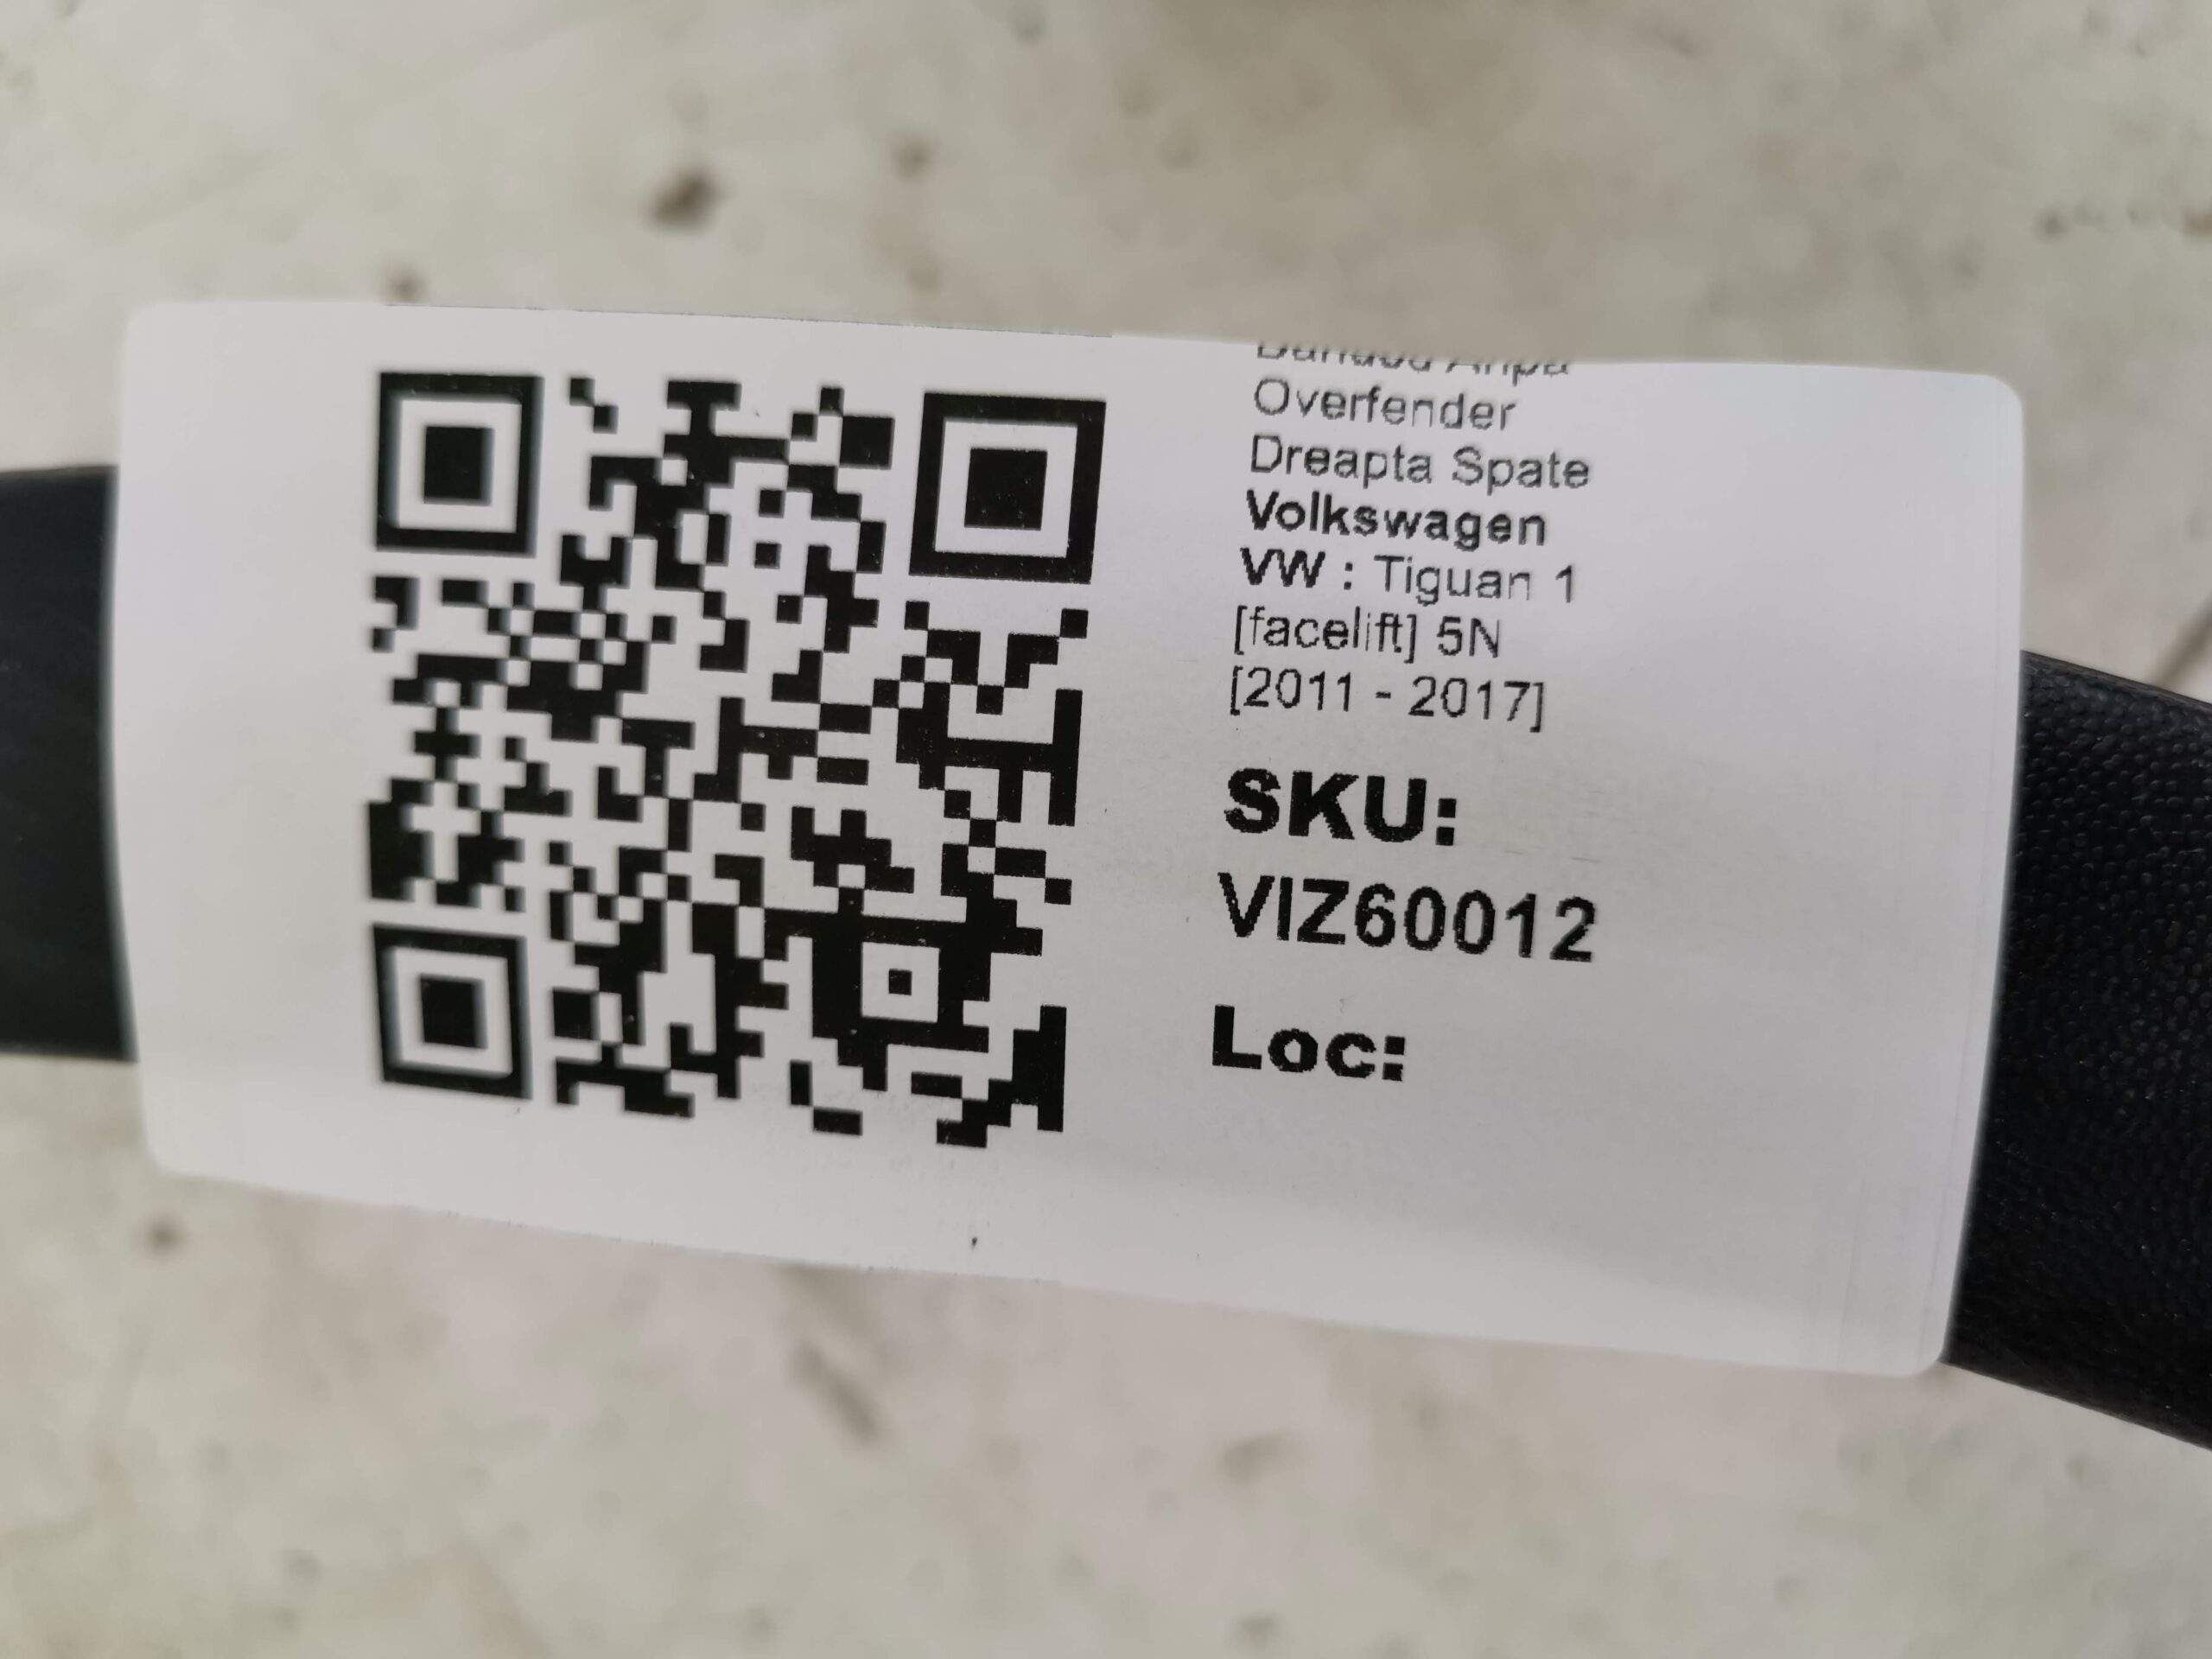 Overfender
Dreapta Spate
Volkswagen
VW : Tiguan 1
[facelift] 5N
[2011 - 2017]
SKU:
VIZ60012
Loc: